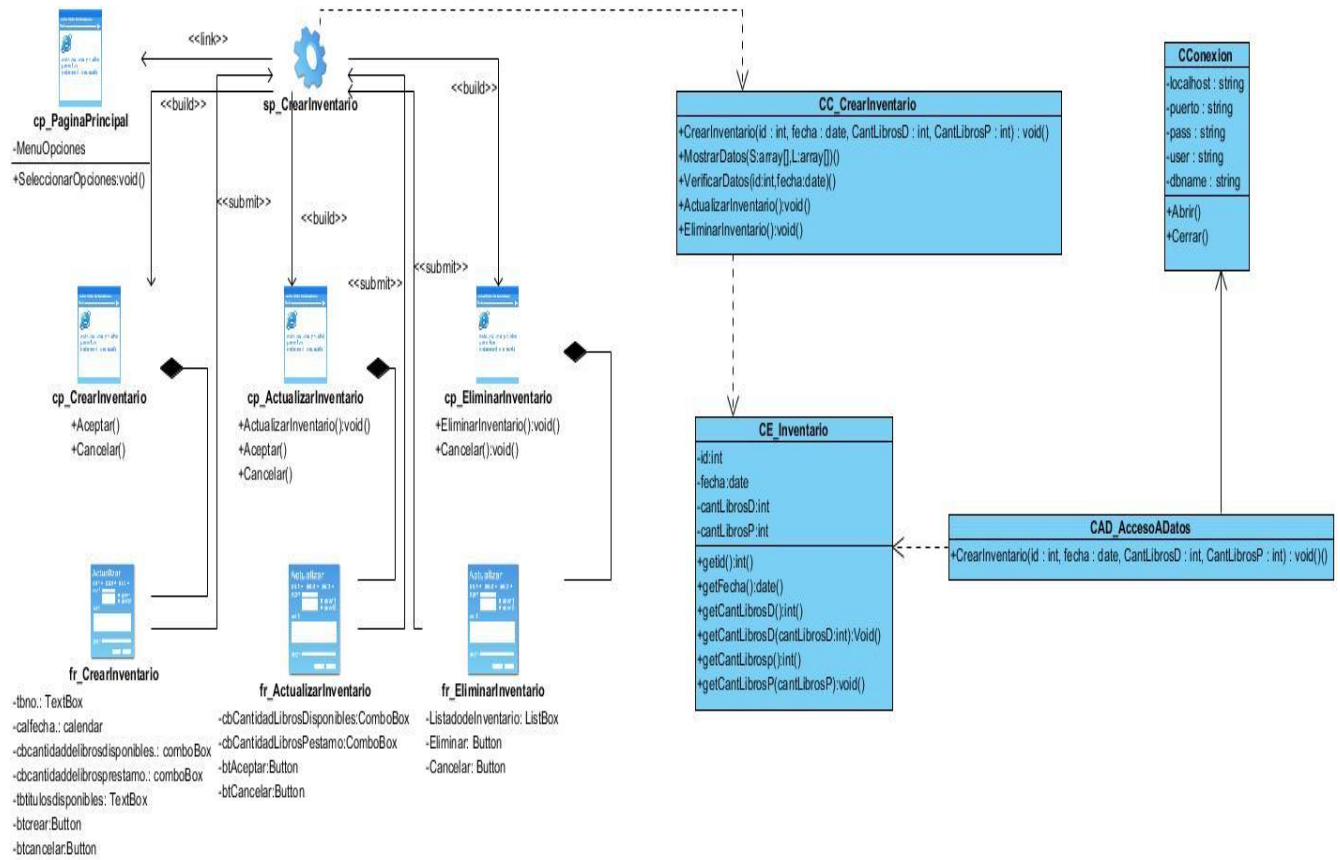 <<link>>
cp_PaginaPrincipal
-MenuOpciones
+SeleccionarOpciones:void()
sp_CrearInventario
<<build>>
<<build>>
<<submit>>
<<build>>
<<submit>>
<<submit>>
cp_CrearInventario
+Aceptar()
+Cancelar()
cp_ActualizarInventario
+ActualizarInventario():void()
+Aceptar()
+Cancelar()
cp_EliminarInventario
+EliminarInventario():void()
+Cancelar():void()
Actualizar
fr_CrearInventario
-tbno.: TextBox
-calfecha.: calendar
-cbcantidaddelibrosdisponibles.: comboBox
-cbcantidaddelibrosprestamo.: comboBox
-tbtitulosdisponibles: TextBox
-btcrear:Button
-btcancelar:Button
Actualizar
fr_ActualizarInventario
-cbCantidadLibrosDisponibles:ComboBox
-cbCantidadLibrosPestamo:ComboBox
-btAceptar:Button
-btCancelar:Button
Actualizar
fr_EliminarInventario
-ListadodeInventario: ListBox
-Eliminar: Button
-Cancelar: Button
CC_CrearInventario
+CrearInventario(id : int, fecha : date, CantLibrosD : int, CantLibrosP : int) : void()
+MostrarDatos(S:array[],L:array[])()
+VerificarDatos(id:int,fecha:date)()
+ActualizarInventario():void()
+EliminarInventario():void()
CConexion
-localhost : string
-puerto : string
-pass : string
-user : string
-dbname : string
+Abrir()
+Cerrar()
CE_Inventario
-id:int
-fecha:date
-cantLibrosD:int
-cantLibrosP:int
+getid():int()
+getFecha():date()
+getCantLibrosD():int()
+getCantLibrosD(cantLibrosD:int):Void()
+getCantLibrosp():int()
+getCantLibrosP(cantLibrosP):void()
CAD_AccesoADatos
+CrearInventario(id : int, fecha : date, CantLibrosD : int, CantLibrosP : int) : void()()